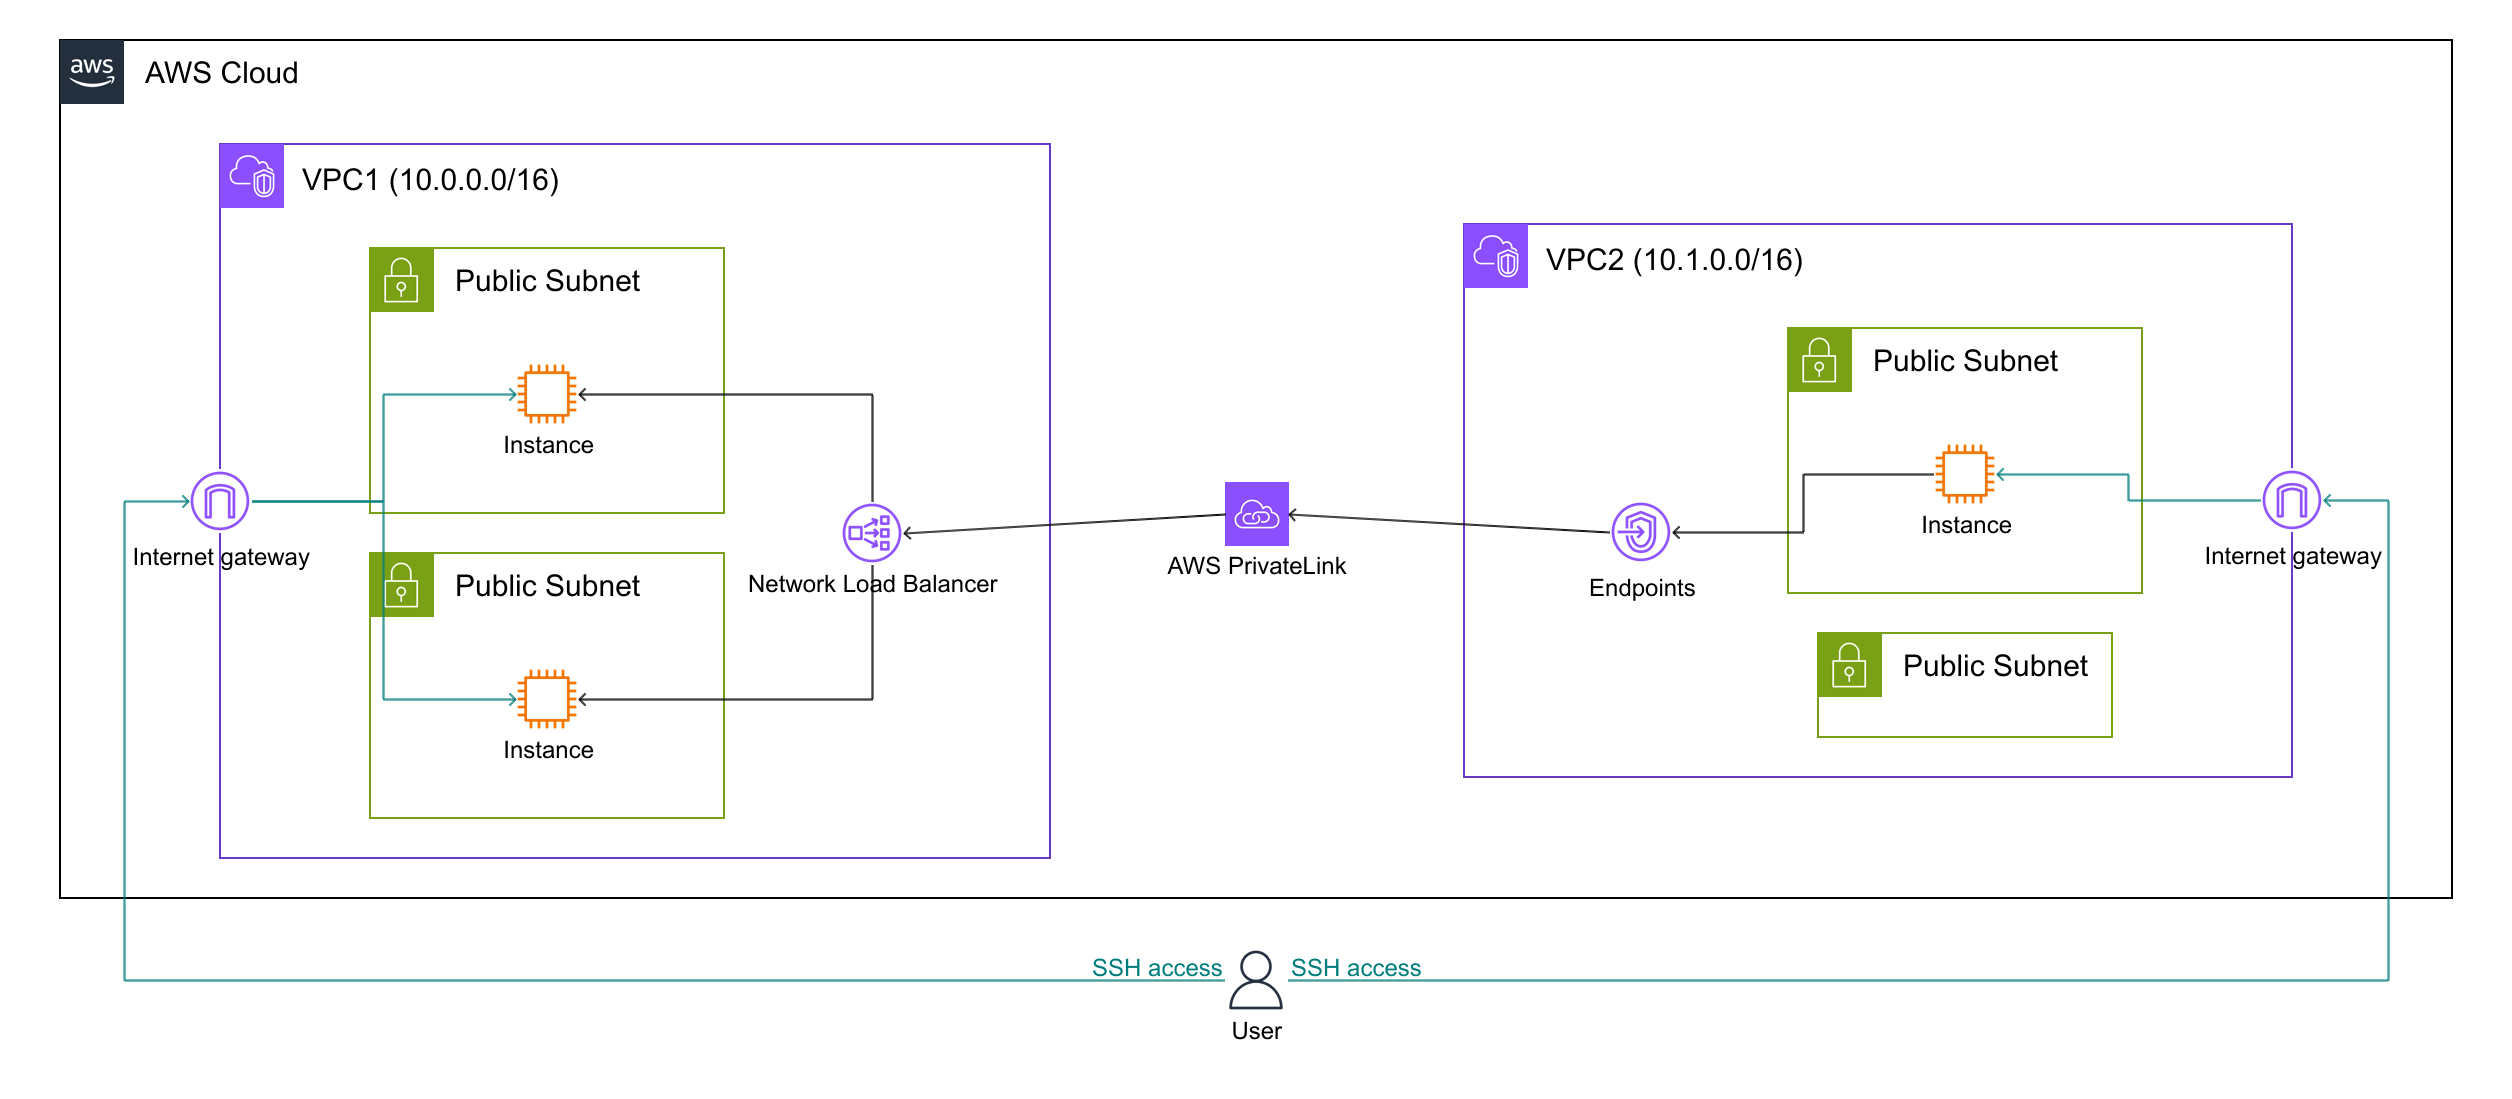 aws
AWS Cloud
VPC1 (10.0.0.0/16)
Public Subnet
Instance
Internet gateway
Public Subnet
Instance
Network Load Balancer
AWS PrivateLink
VPC2 (10.1.0.0/16)
Public Subnet
Instance
Endpoints
Internet gateway
Public Subnet
SSH access
SSH access
User